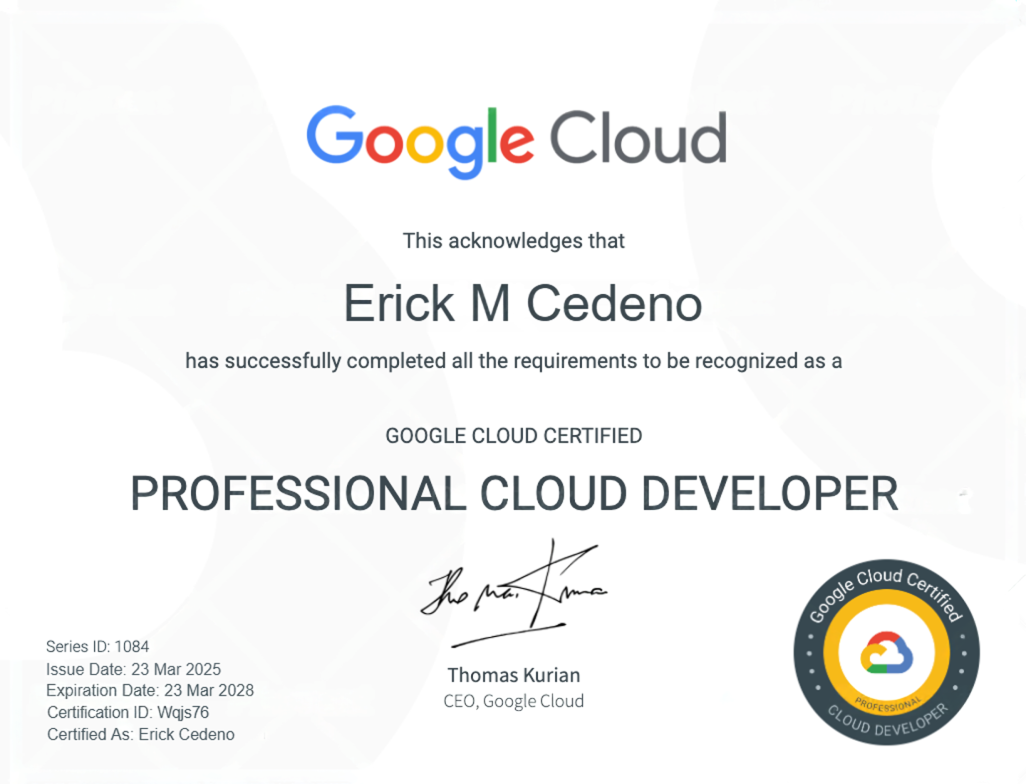 Google Cloud
This acknowledges that
Erick M Cedeno
has successfully completed all the requirements to be recognized as a
GOOGLE CLOUD CERTIFIED
PROFESSIONAL CLOUD DEVELOPER
Thomas Kurian
CEO, Google Cloud
Series ID: 1084
Issue Date: 23 Mar 2025
Expiration Date: 23 Mar 2028
Certification ID: Wqjs76
Certified As: Erick Cedeno
Google Cloud Certified
PROFESSIONAL
CLOUD DEVELOPER